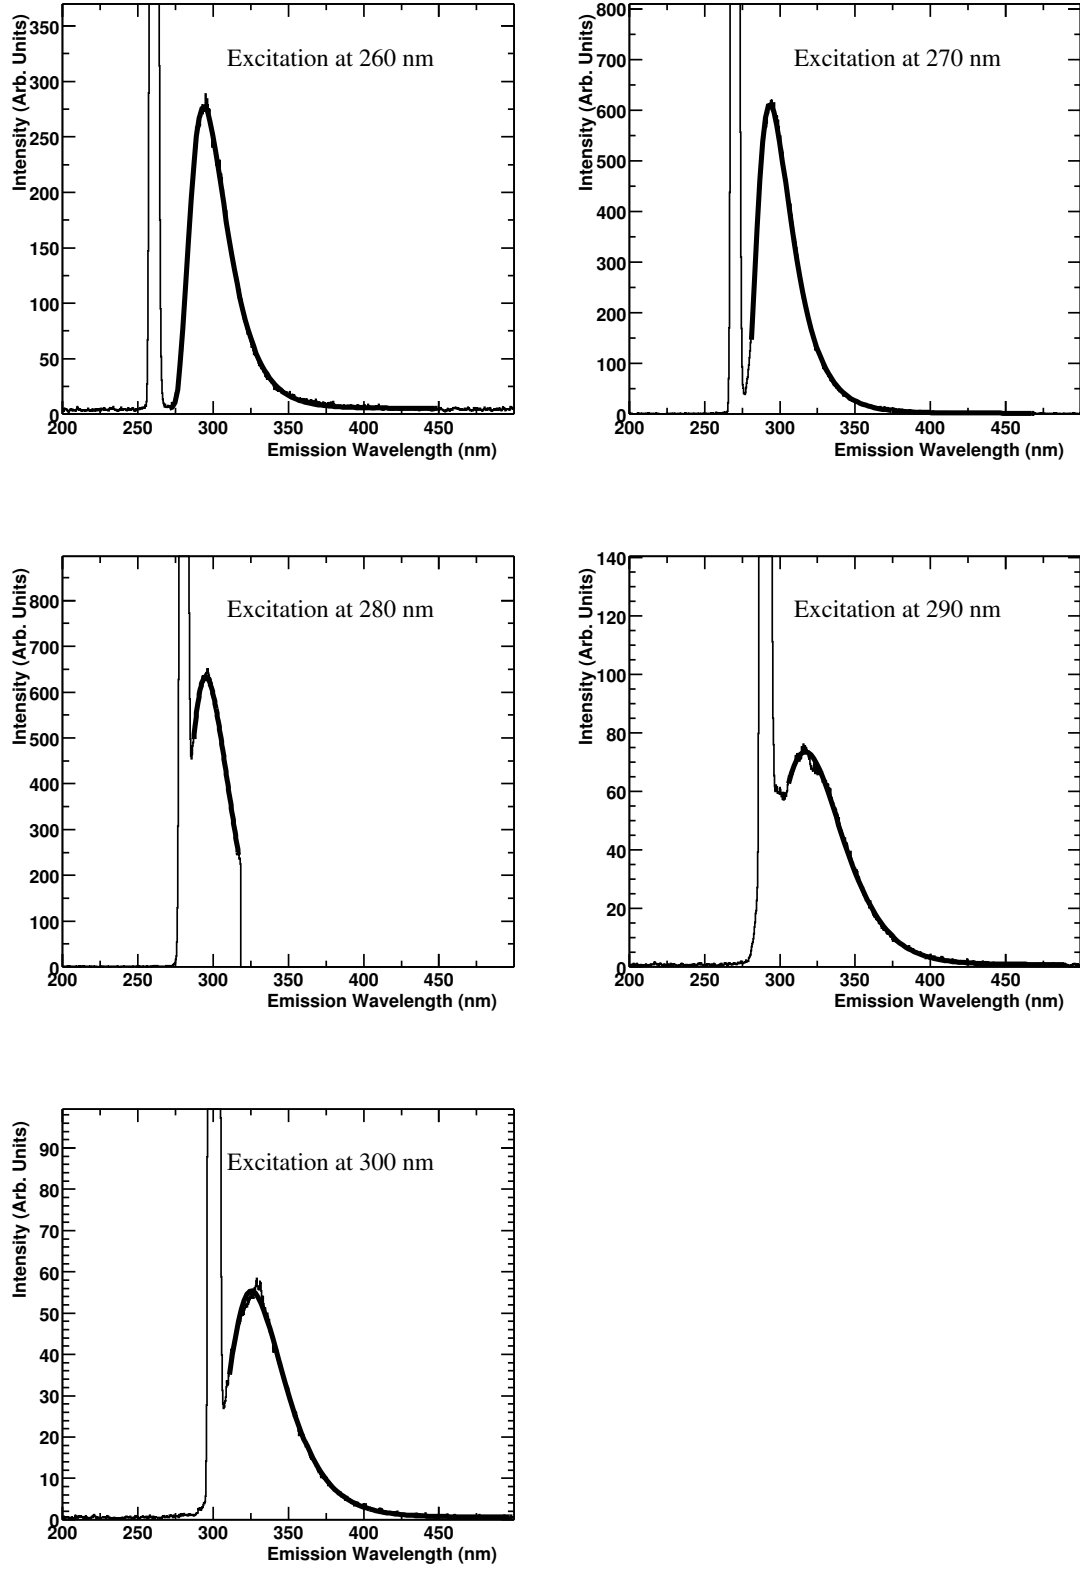 Excitation at 260 nm
Intensity (Arb. Units)
350
300
250
200
150
100
50
0
200 250 300 350 400 450
Emission Wavelength (nm)
Excitation at 270 nm
Intensity (Arb. Units)
800
700
600
500
400
300
200
100
0
200 250 300 350 400 450
Emission Wavelength (nm)
Excitation at 280 nm
Intensity (Arb. Units)
800
700
600
500
400
300
200
100
0
200 250 300 350 400 450
Emission Wavelength (nm)
Excitation at 290 nm
Intensity (Arb. Units)
140
120
100
80
60
40
20
0
200 250 300 350 400 450
Emission Wavelength (nm)
Excitation at 300 nm
Intensity (Arb. Units)
90
80
70
60
50
40
30
20
10
0
200 250 300 350 400 450
Emission Wavelength (nm)